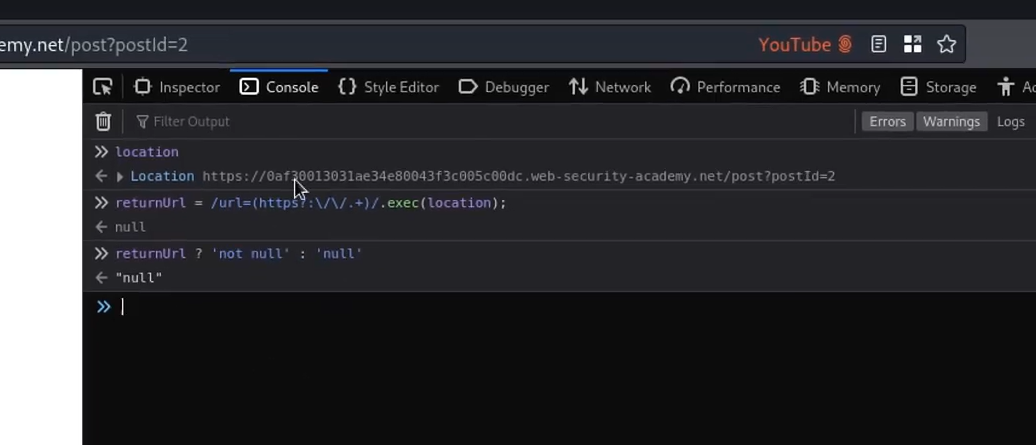 emy.net/post?postId=2 YouTube
Inspector Console {} Style Editor Debugger Network Performance Memory Storage Ac
Filter Output Errors Warnings Logs
>> location
← ▶ Location https://0af30013031ae34e80043f3c005c00dc.web-security-academy.net/post?postId=2
>> returnUrl = /url=(https?:\/\/.+)/.exec(location);
← null
>> returnUrl ? 'not null' : 'null'
← "null"
>>